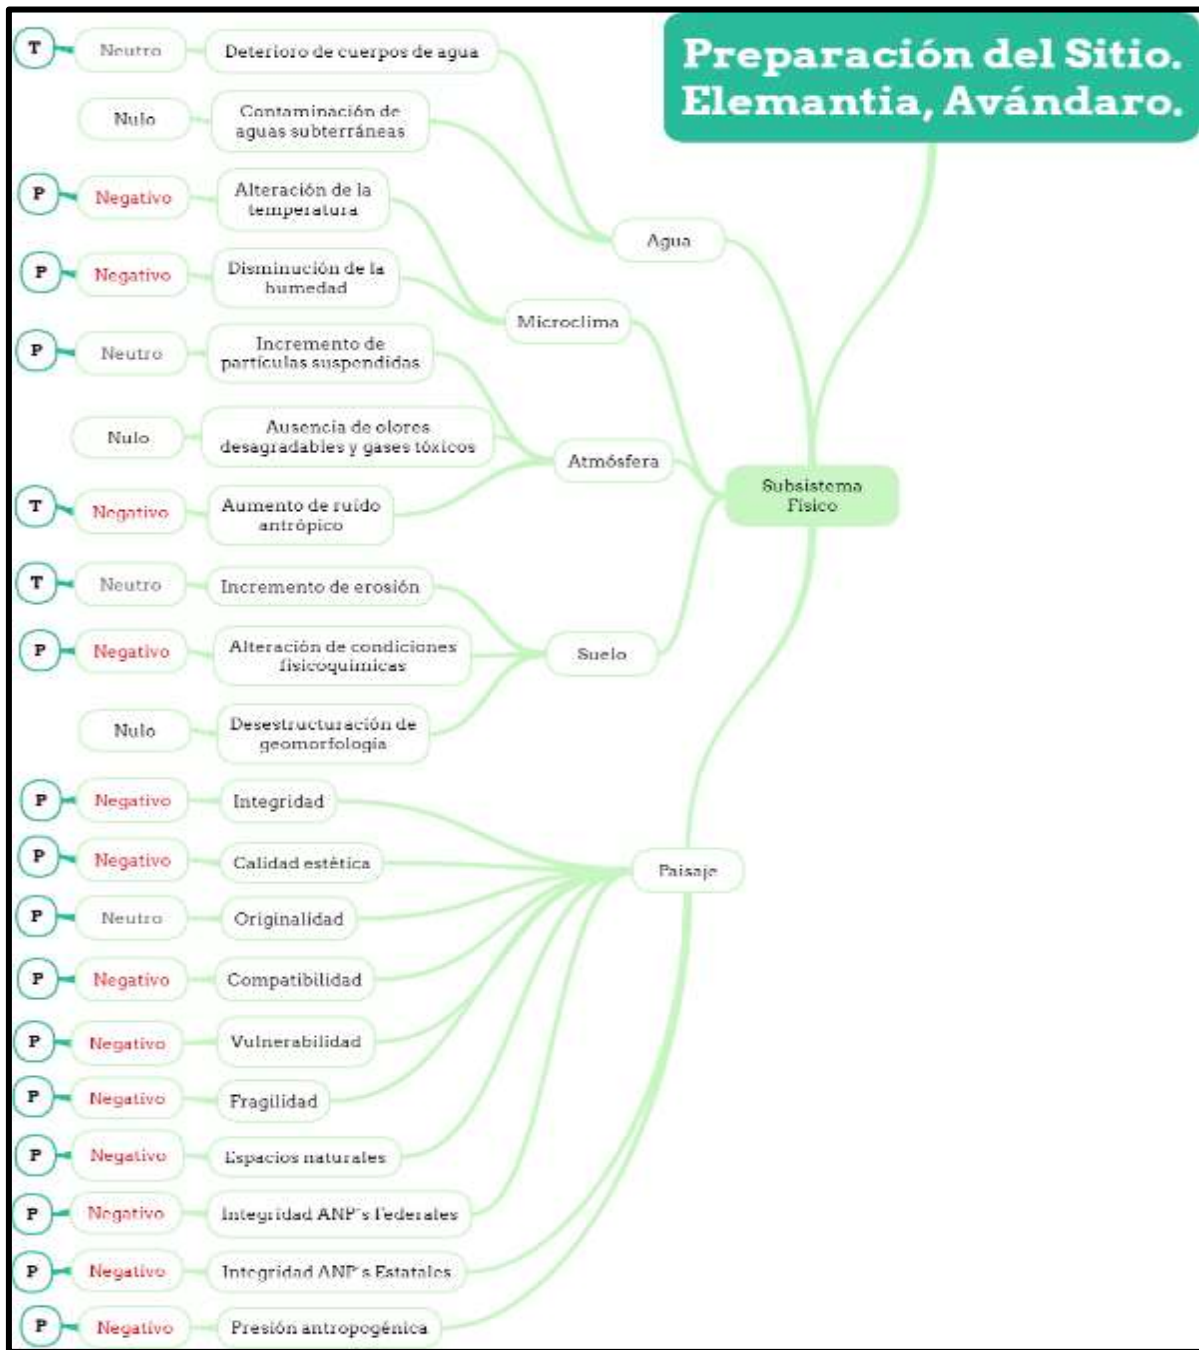 Preparación del Sitio.
Elemantia, Avándaro.
T
Neutro
Deterioro de cuerpos de agua
Nulo
Contaminación de
aguas subterráneas
P
Negativo
Alteración de la
temperatura
Agua
P
Negativo
Disminución de la
humedad
Microclima
P
Neutro
Incremento de
partículas suspendidas
Nulo
Ausencia de olores
desagradables y gases tóxicos
Atmósfera
Subsistema
Físico
T
Negativo
Aumento de ruído
antrópico
T
Neutro
Incremento de erosión
P
Negativo
Alteración de condiciones
fisicoquímicas
Suelo
Nulo
Desestructuración de
geomorfología
P
Negativo
Integridad
P
Negativo
Calidad estética
Paisaje
P
Neutro
Originalidad
P
Negativo
Compatibilidad
P
Negativo
Vulnerabilidad
P
Negativo
Fragilidad
P
Negativo
Espacios naturales
P
Negativo
Integridad ANP´s Federales
P
Negativo
Integridad ANP´s Estatales
P
Negativo
Presión antropogénica